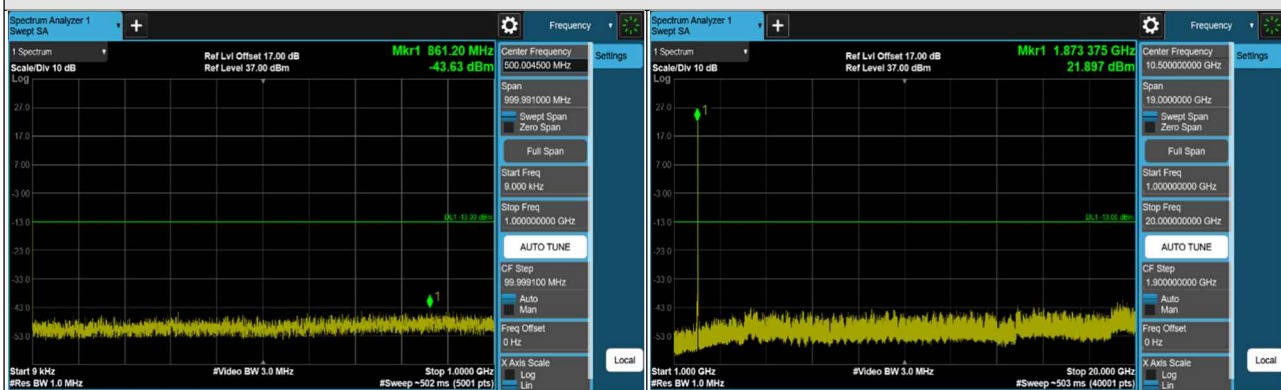 Spectrum Analyzer 1
Swept SA
+
Frequency
Settings
1 Spectrum
Scale/Div 10 dB
Log
Ref Lvl Offset 17.00 dB
Ref Level 37.00 dBm
Mkr1 861.20 MHz
-43.63 dBm
27.0
17.0
7.00
-3.00
-13.0
-23.0
-33.0
-43.0
-53.0
DL1 -13.00 dBm
1
Start 9 kHz
#Res BW 1.0 MHz
#Video BW 3.0 MHz
Stop 1.0000 GHz
#Sweep ~502 ms (5001 pts)
Center Frequency
500.004500 MHz
Span
999.991000 MHz
Swept Span
Zero Span
Full Span
Start Freq
9.000 kHz
Stop Freq
1.000000000 GHz
AUTO TUNE
CF Step
99.999100 MHz
Auto
Man
Freq Offset
0 Hz
X Axis Scale
Log
Lin
Local
Spectrum Analyzer 1
Swept SA
+
Frequency
Settings
1 Spectrum
Scale/Div 10 dB
Log
Ref Lvl Offset 17.00 dB
Ref Level 37.00 dBm
Mkr1 1.873 375 GHz
21.897 dBm
27.0
17.0
7.00
-3.00
-13.0
-23.0
-33.0
-43.0
-53.0
DL1 -13.00 dBm
1
Start 1.000 GHz
#Res BW 1.0 MHz
#Video BW 3.0 MHz
Stop 20.000 GHz
#Sweep ~503 ms (40001 pts)
Center Frequency
10.500000000 GHz
Span
19.0000000 GHz
Swept Span
Zero Span
Full Span
Start Freq
1.000000000 GHz
Stop Freq
20.000000000 GHz
AUTO TUNE
CF Step
1.900000000 GHz
Auto
Man
Freq Offset
0 Hz
X Axis Scale
Log
Lin
Local